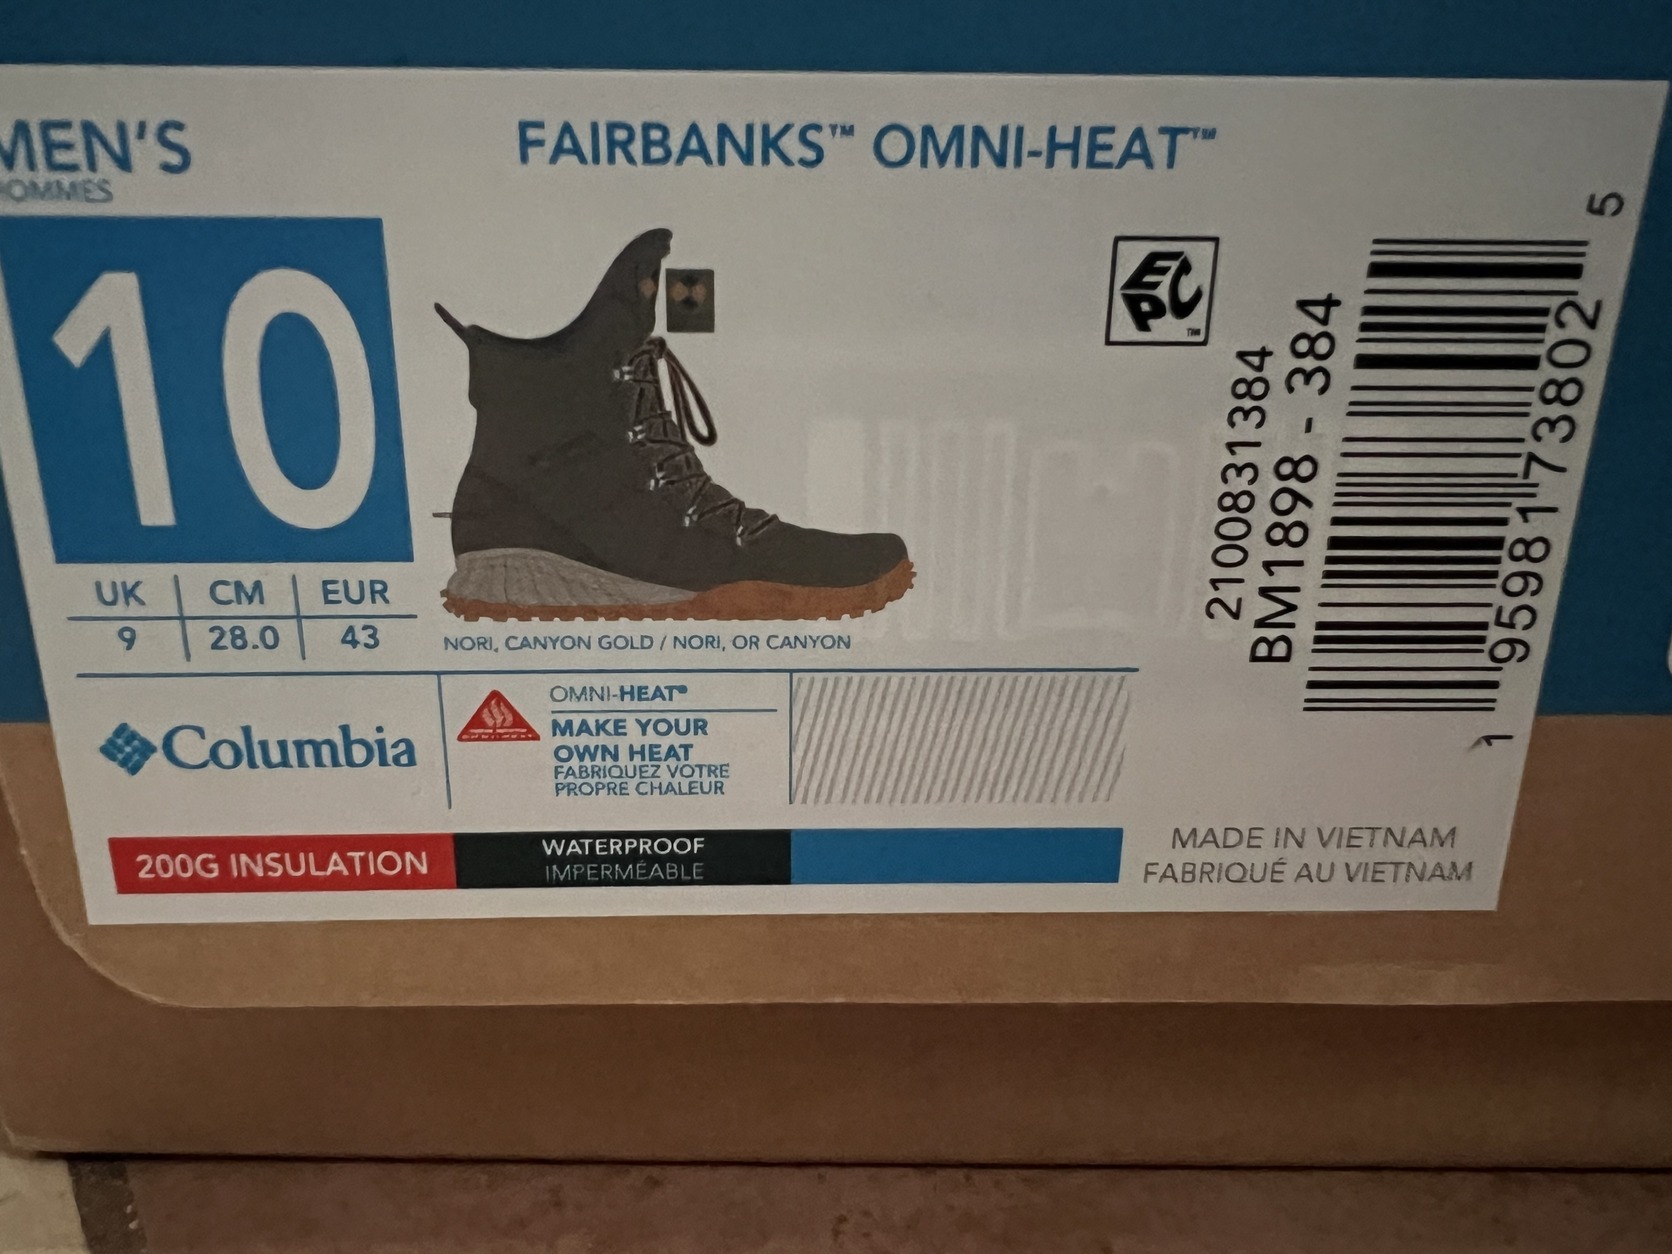 MEN'S
HOMMES
FAIRBANKS™ OMNI-HEAT™
10
UK CM EUR
9 28.0 43
NORI, CANYON GOLD / NORI, OR CANYON
EPC™
2100831384
BM1898 - 384
1 95981 73802 5
Columbia
OMNI-HEAT®
MAKE YOUR
OWN HEAT
FABRIQUEZ VOTRE
PROPRE CHALEUR
200G INSULATION
WATERPROOF
IMPERMÉABLE
MADE IN VIETNAM
FABRIQUÉ AU VIETNAM